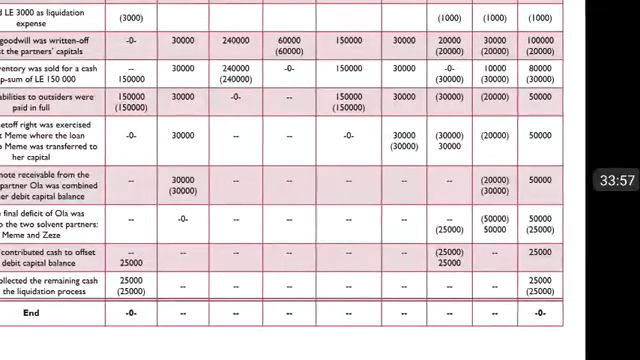 LE 3000 as liquidation expense (3000) (1000) (1000) (1000)
goodwill was written-off the partners' capitals -0- 30000 240000 60000 (60000) 150000 30000 20000 (20000) 30000 (20000) 100000 (20000)
was sold for a cash of LE 150 000 -- 150000 30000 240000 (240000) -0- 150000 30000 -0- (30000) 10000 (30000) 80000 (30000)
to outsiders were paid in full 150000 (150000) 30000 -0- -- 150000 (150000) 30000 (30000) (20000) 50000
right was exercised Meme where the loan Meme was transferred to her capital -0- 30000 -- -- -0- 30000 (30000) (30000) 30000 (20000) 50000
receivable from the partner Ola was combined debit capital balance -- 30000 (30000) -- -- -- -- -- (20000) (30000) 50000
final deficit of Ola was the two solvent partners: Meme and Zeze -- -0- -- -- -- -- -- (25000) (50000) 50000 50000 (25000)
contributed cash to offset debit capital balance -- 25000 -- -- -- -- -- (25000) 25000 -- 25000
the remaining cash the liquidation process 25000 (25000) -- -- -- -- -- -- -- 25000 (25000)
End -0- -- -- -- -- -- -- -- -0-
33:57